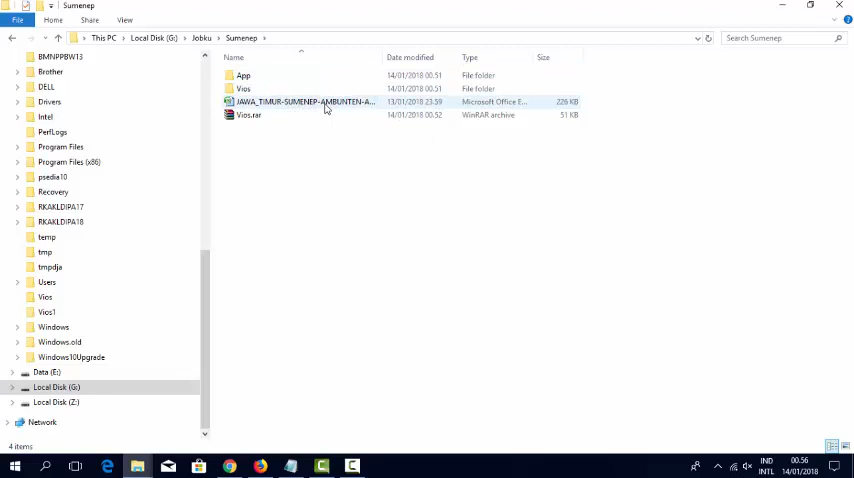 Sumenep
File Home Share View
This PC Local Disk (G:) Jobku Sumenep
Search Sumenep
Name Date modified Type Size
App 14/01/2018 00.51 File folder
Vios 14/01/2018 00.51 File folder
JAWA_TIMUR-SUMENEP-AMBUNTEN-A... 13/01/2018 23.59 Microsoft Office E... 226 KB
Vios.rar 14/01/2018 00.52 WinRAR archive 51 KB
BMNPPBW13
Brother
DELL
Drivers
Intel
PerfLogs
Program Files
Program Files (x86)
psedia10
Recovery
RKAKLDIPA17
RKAKLDIPA18
temp
tmp
tmpdja
Users
Vios
Vios1
Windows
Windows.old
Windows10Upgrade
Data (E:)
Local Disk (G:)
Local Disk (Z:)
Network
4 items
IND 00.56
INTL 14/01/2018